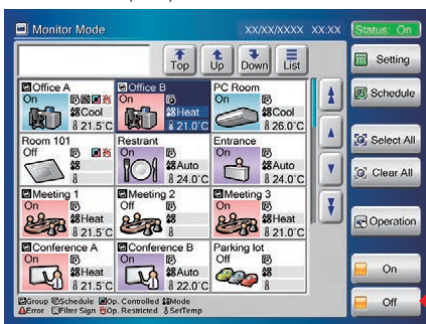 Monitor Mode XX/XX/XXXX XX:XX Status: On
Top Up Down List
Setting
Schedule
Select All
Clear All
Operation
On
Off
Office A
On
Cool
21.5°C
Office B
On
Heat
21.0°C
PC Room
On
Cool
26.0°C
Room 101
Off
Restrant
On
Auto
24.0°C
Entrance
On
Auto
24.0°C
Meeting 1
On
Heat
21.5°C
Meeting 2
Off
Meeting 3
On
Heat
21.0°C
Conference A
On
Heat
21.5°C
Conference B
On
Auto
22.0°C
Parking lot
Off
Group Schedule Op. Controlled Mode
Error Filter Sign Op. Restricted SetTemp